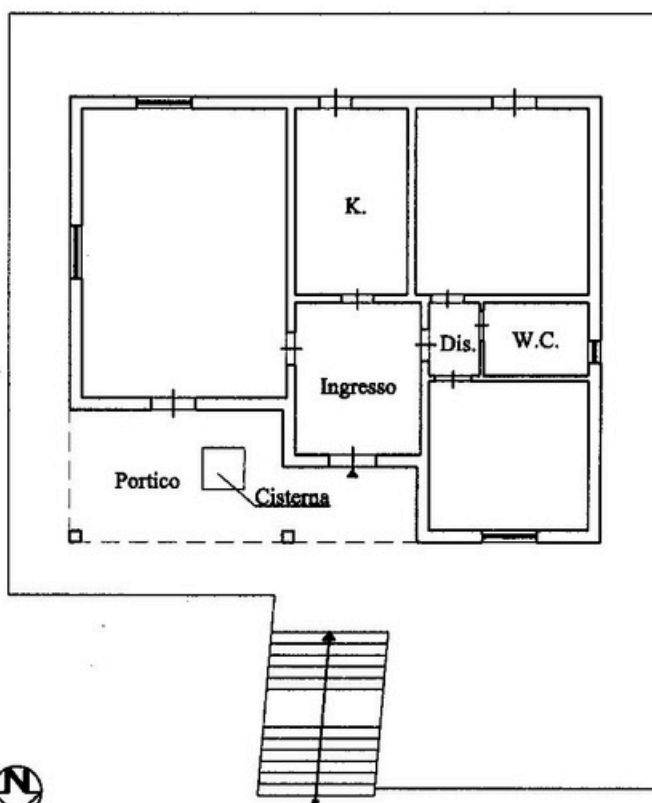 K.
Dis.
W.C.
Ingresso
Portico
Cisterna
N